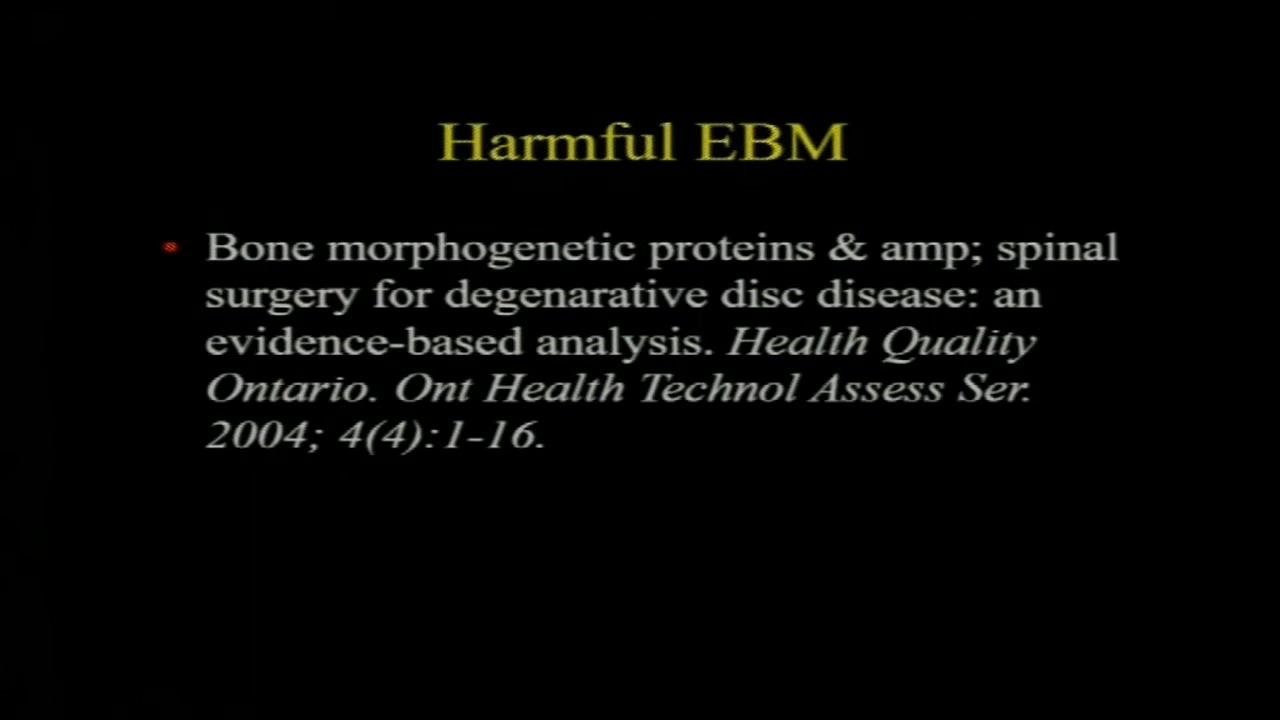 Harmful EBM
• Bone morphogenetic proteins & amp; spinal
surgery for degenarative disc disease: an
evidence-based analysis. Health Quality
Ontario. Ont Health Technol Assess Ser.
2004; 4(4):1-16.